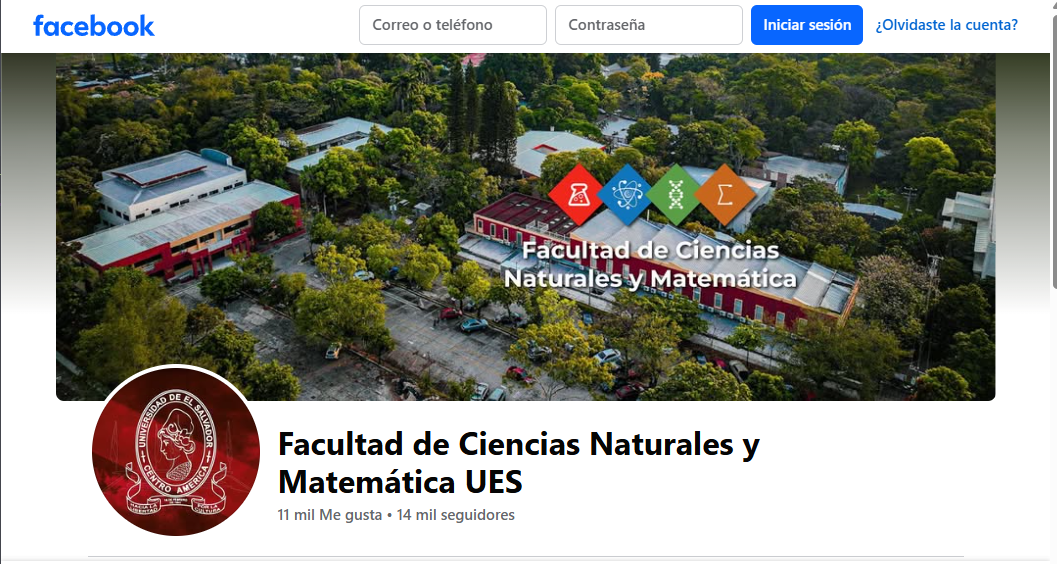 facebook
Correo o teléfono
Contraseña
Iniciar sesión
¿Olvidaste la cuenta?
Facultad de Ciencias
Naturales y Matemática
UNIVERSIDAD DE EL SALVADOR
CENTRO AMERICA
HACIA LA
LIBERTAD
POR LA
CULTURA
Facultad de Ciencias Naturales y
Matemática UES
11 mil Me gusta • 14 mil seguidores